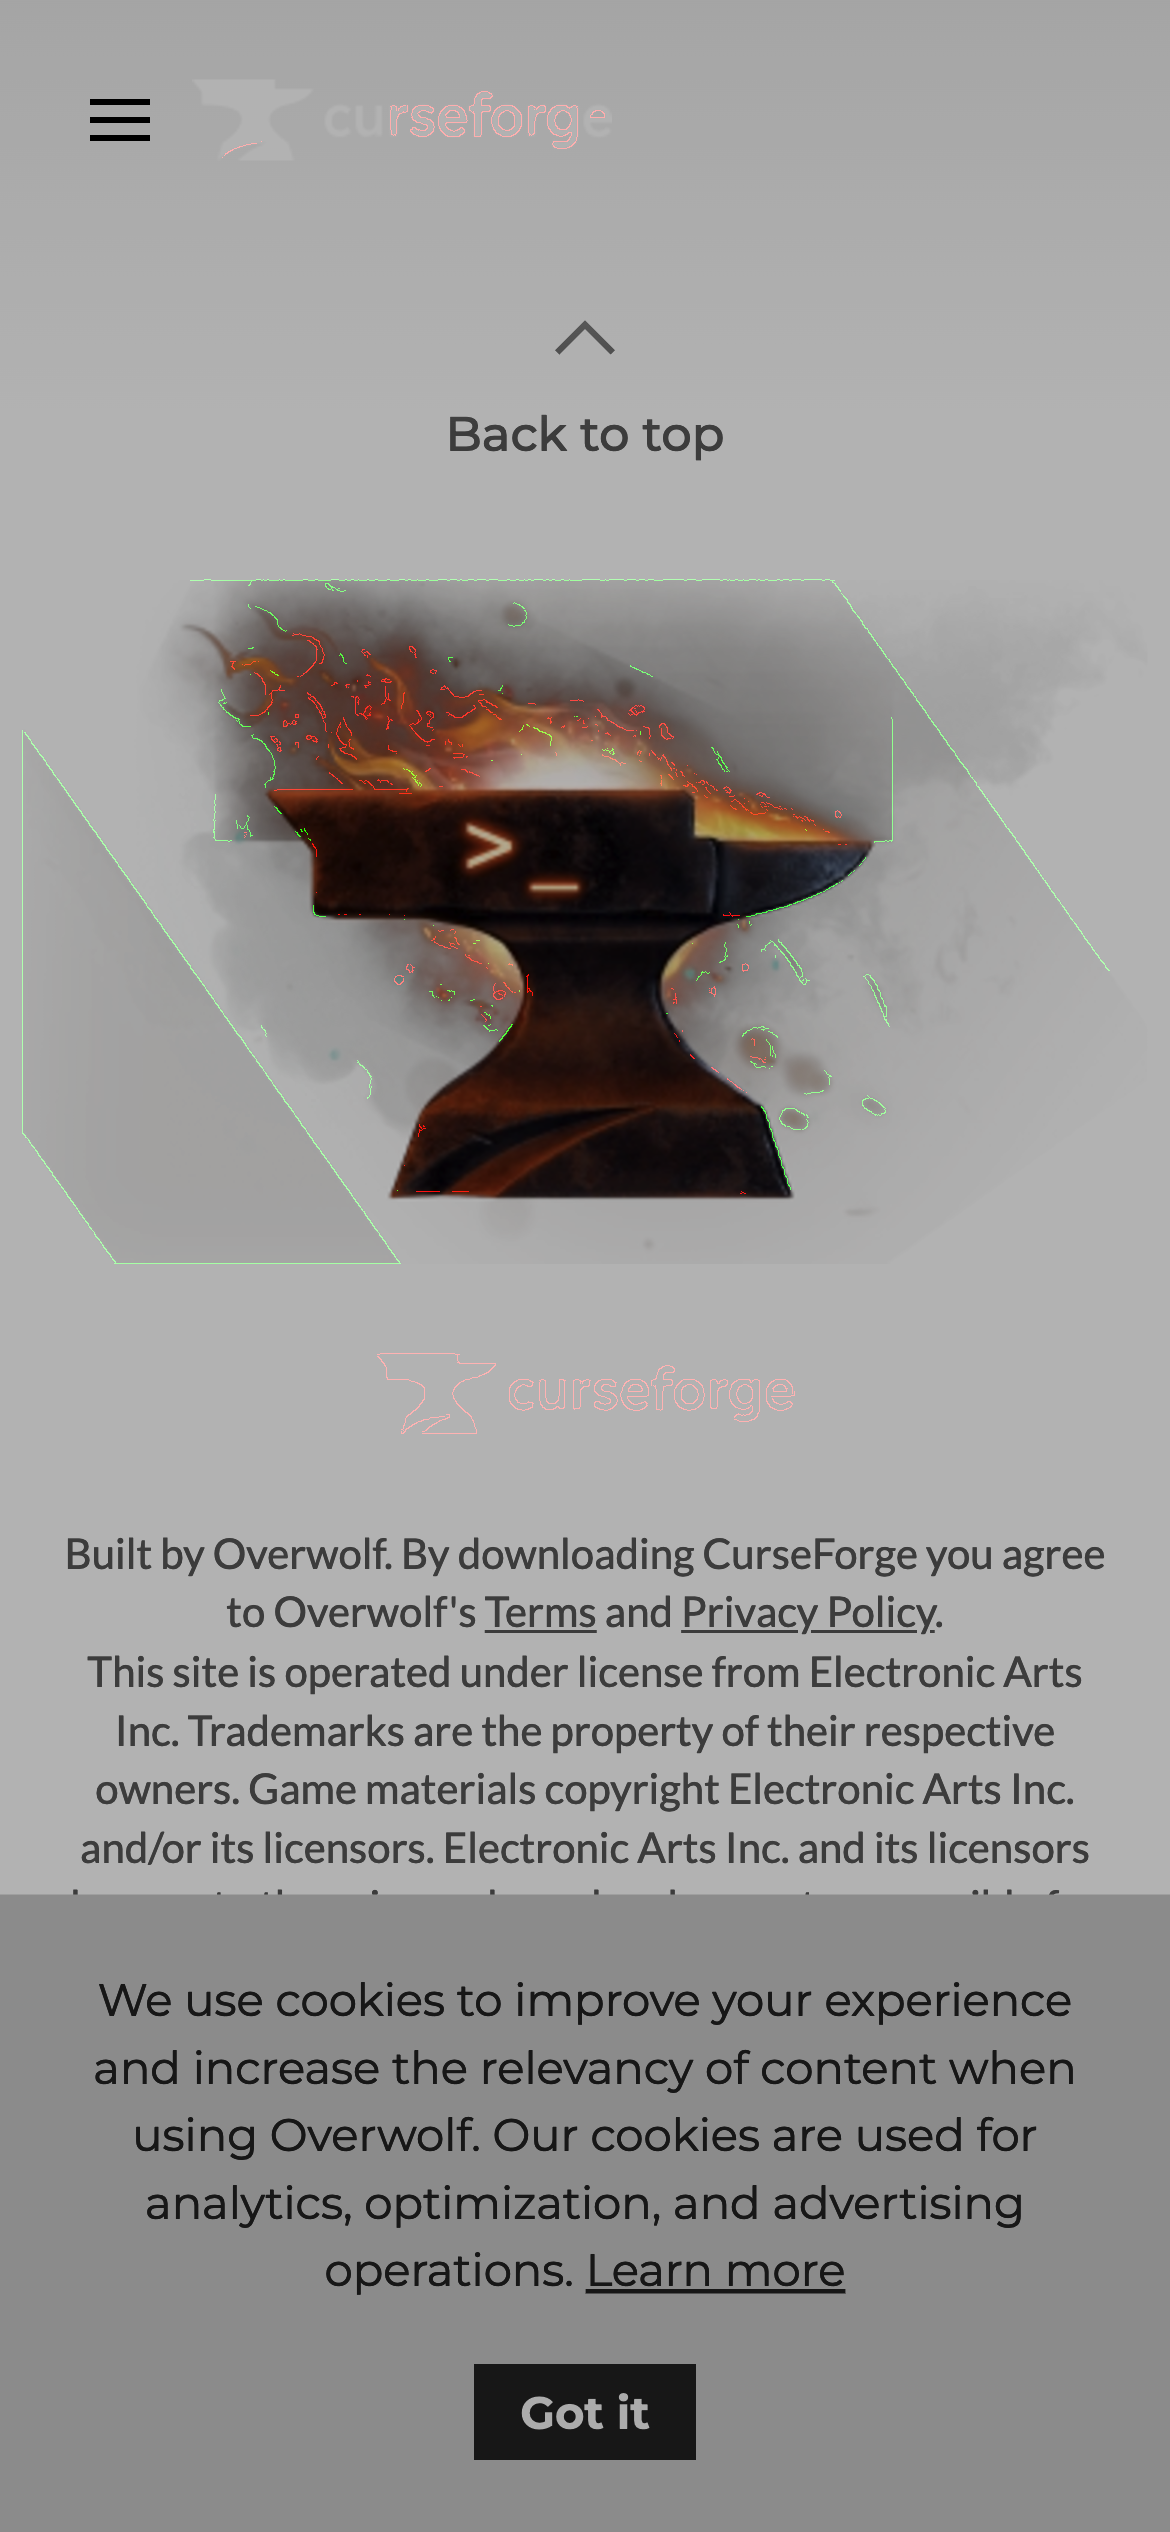 curseforge
Back to top
>_
curseforge
Built by Overwolf. By downloading CurseForge you agree
to Overwolf's Terms and Privacy Policy.
This site is operated under license from Electronic Arts
Inc. Trademarks are the property of their respective
owners. Game materials copyright Electronic Arts Inc.
and/or its licensors. Electronic Arts Inc. and its licensors
We use cookies to improve your experience
and increase the relevancy of content when
using Overwolf. Our cookies are used for
analytics, optimization, and advertising
operations. Learn more
Got it